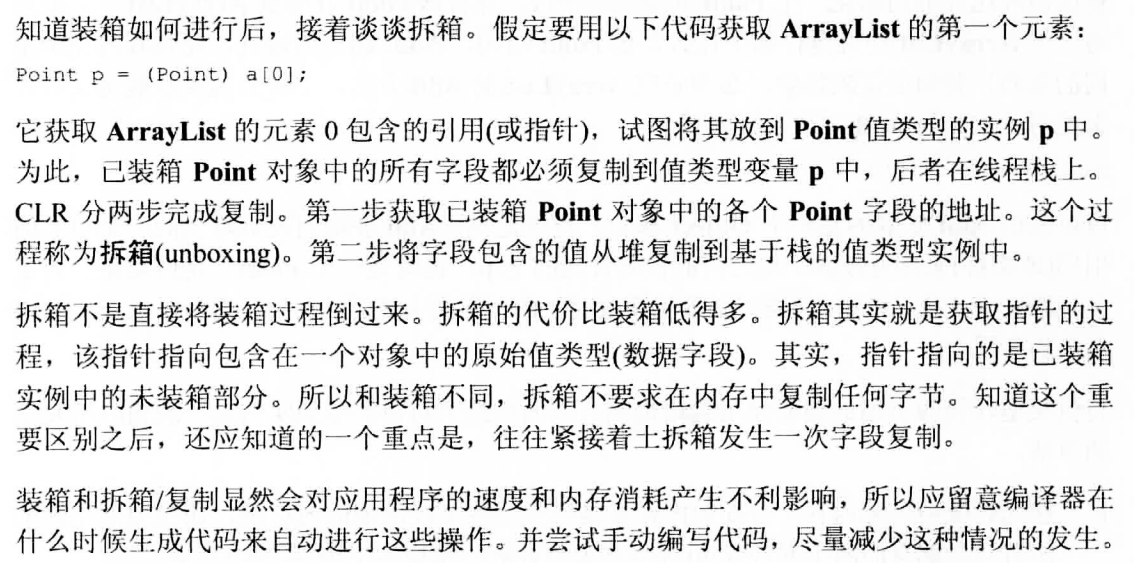 知道装箱如何进行后，接着谈谈拆箱。假定要用以下代码获取 ArrayList 的第一个元素：
Point p = (Point) a[0];
它获取 ArrayList 的元素 0 包含的引用(或指针)，试图将其放到 Point 值类型的实例 p 中。
为此，已装箱 Point 对象中的所有字段都必须复制到值类型变量 p 中，后者在线程栈上。
CLR 分两步完成复制。第一步获取已装箱 Point 对象中的各个 Point 字段的地址。这个过
程称为拆箱(unboxing)。第二步将字段包含的值从堆复制到基于栈的值类型实例中。
拆箱不是直接将装箱过程倒过来。拆箱的代价比装箱低得多。拆箱其实就是获取指针的过
程，该指针指向包含在一个对象中的原始值类型(数据字段)。其实，指针指向的是已装箱
实例中的未装箱部分。所以和装箱不同，拆箱不要求在内存中复制任何字节。知道这个重
要区别之后，还应知道的一个重点是，往往紧接着土拆箱发生一次字段复制。
装箱和拆箱/复制显然会对应用程序的速度和内存消耗产生不利影响，所以应留意编译器在
什么时候生成代码来自动进行这些操作。并尝试手动编写代码，尽量减少这种情况的发生。